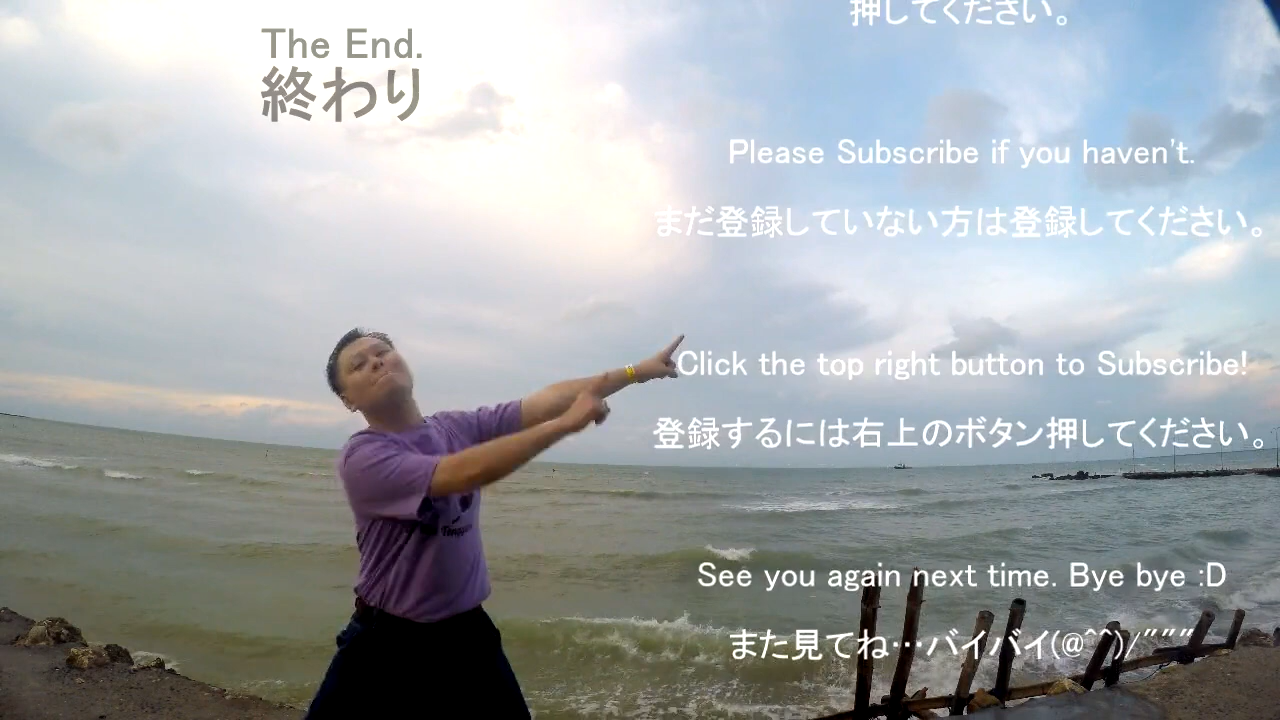 The End.
終わり
押してください。
Please Subscribe if you haven't.
まだ登録していない方は登録してください。
Click the top right button to Subscribe!
登録するには右上のボタン押してください。
See you again next time. Bye bye :D
また見てね…バイバイ(@^^)/"""